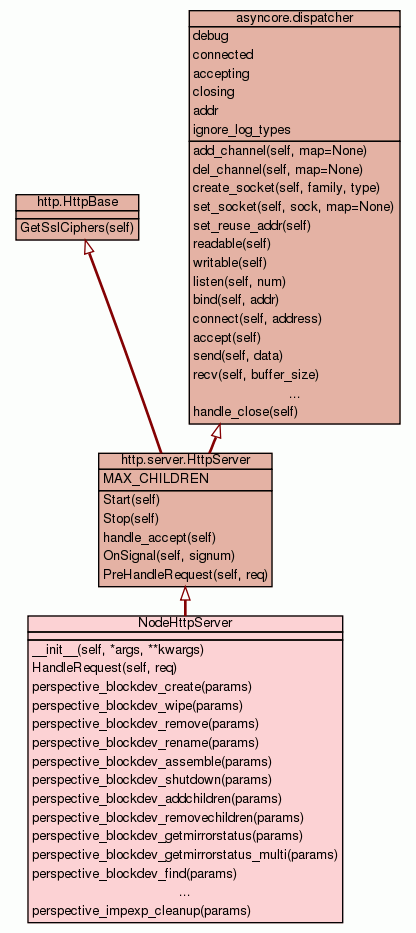 asyncore.dispatcher
debug
connected
accepting
closing
addr
ignore_log_types
add_channel(self, map=None)
del_channel(self, map=None)
create_socket(self, family, type)
set_socket(self, sock, map=None)
set_reuse_addr(self)
readable(self)
writable(self)
listen(self, num)
bind(self, addr)
connect(self, address)
accept(self)
send(self, data)
recv(self, buffer_size)
...
handle_close(self)
http.HttpBase
GetSslCiphers(self)
http.server.HttpServer
MAX_CHILDREN
Start(self)
Stop(self)
handle_accept(self)
OnSignal(self, signum)
PreHandleRequest(self, req)
NodeHttpServer
__init__(self, *args, **kwargs)
HandleRequest(self, req)
perspective_blockdev_create(params)
perspective_blockdev_wipe(params)
perspective_blockdev_remove(params)
perspective_blockdev_rename(params)
perspective_blockdev_assemble(params)
perspective_blockdev_shutdown(params)
perspective_blockdev_addchildren(params)
perspective_blockdev_removechildren(params)
perspective_blockdev_getmirrorstatus(params)
perspective_blockdev_getmirrorstatus_multi(params)
perspective_blockdev_find(params)
...
perspective_impexp_cleanup(params)